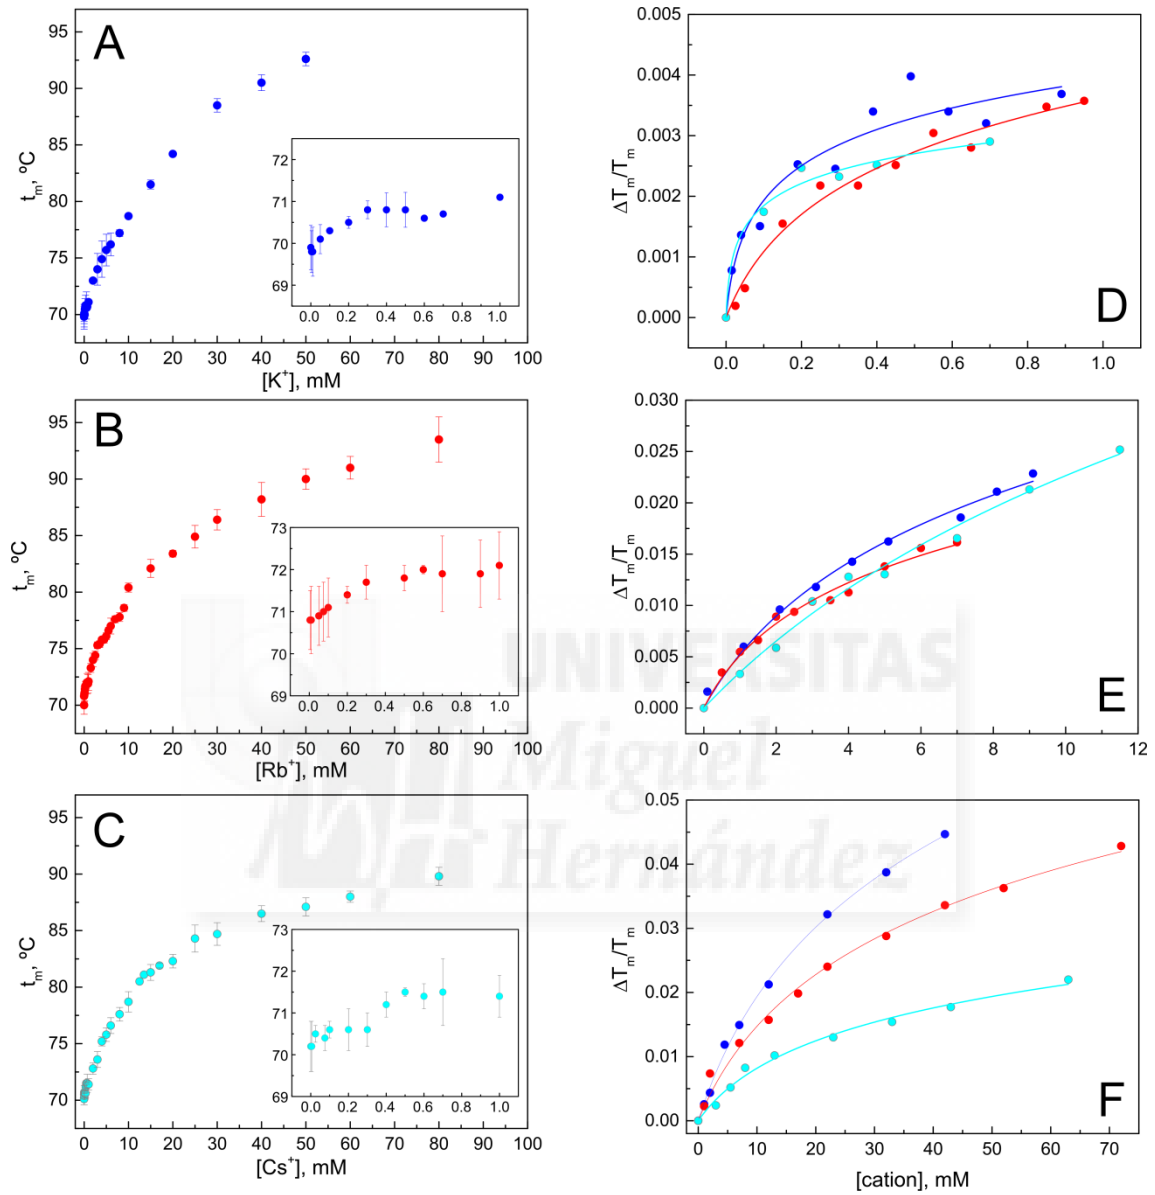 A
t_m, ºC
95
90
85
80
75
70
72
71
70
69
0.0 0.2 0.4 0.6 0.8 1.0
0 10 20 30 40 50 60 70 80 90 100
[K⁺], mM
B
t_m, ºC
95
90
85
80
75
70
73
72
71
70
69
0.0 0.2 0.4 0.6 0.8 1.0
0 10 20 30 40 50 60 70 80 90 100
[Rb⁺], mM
C
t_m, ºC
95
90
85
80
75
70
73
72
71
70
69
0.0 0.2 0.4 0.6 0.8 1.0
0 10 20 30 40 50 60 70 80 90 100
[Cs⁺], mM
D
ΔT_m/T_m
0.005
0.004
0.003
0.002
0.001
0.000
0.0 0.2 0.4 0.6 0.8 1.0
E
ΔT_m/T_m
0.030
0.025
0.020
0.015
0.010
0.005
0.000
0 2 4 6 8 10 12
F
ΔT_m/T_m
0.05
0.04
0.03
0.02
0.01
0.00
0 10 20 30 40 50 60 70
[cation], mM
UNIVERSITAS
Miguel
Hernández